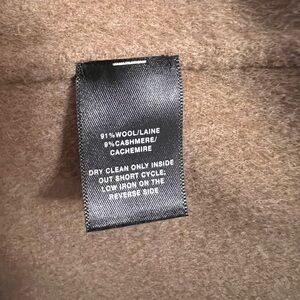 91%WOOL/LAINE
9%CASHMERE/
CACHEMIRE
DRY CLEAN ONLY INSIDE
OUT SHORT CYCLE;
LOW IRON ON THE
REVERSE SIDE